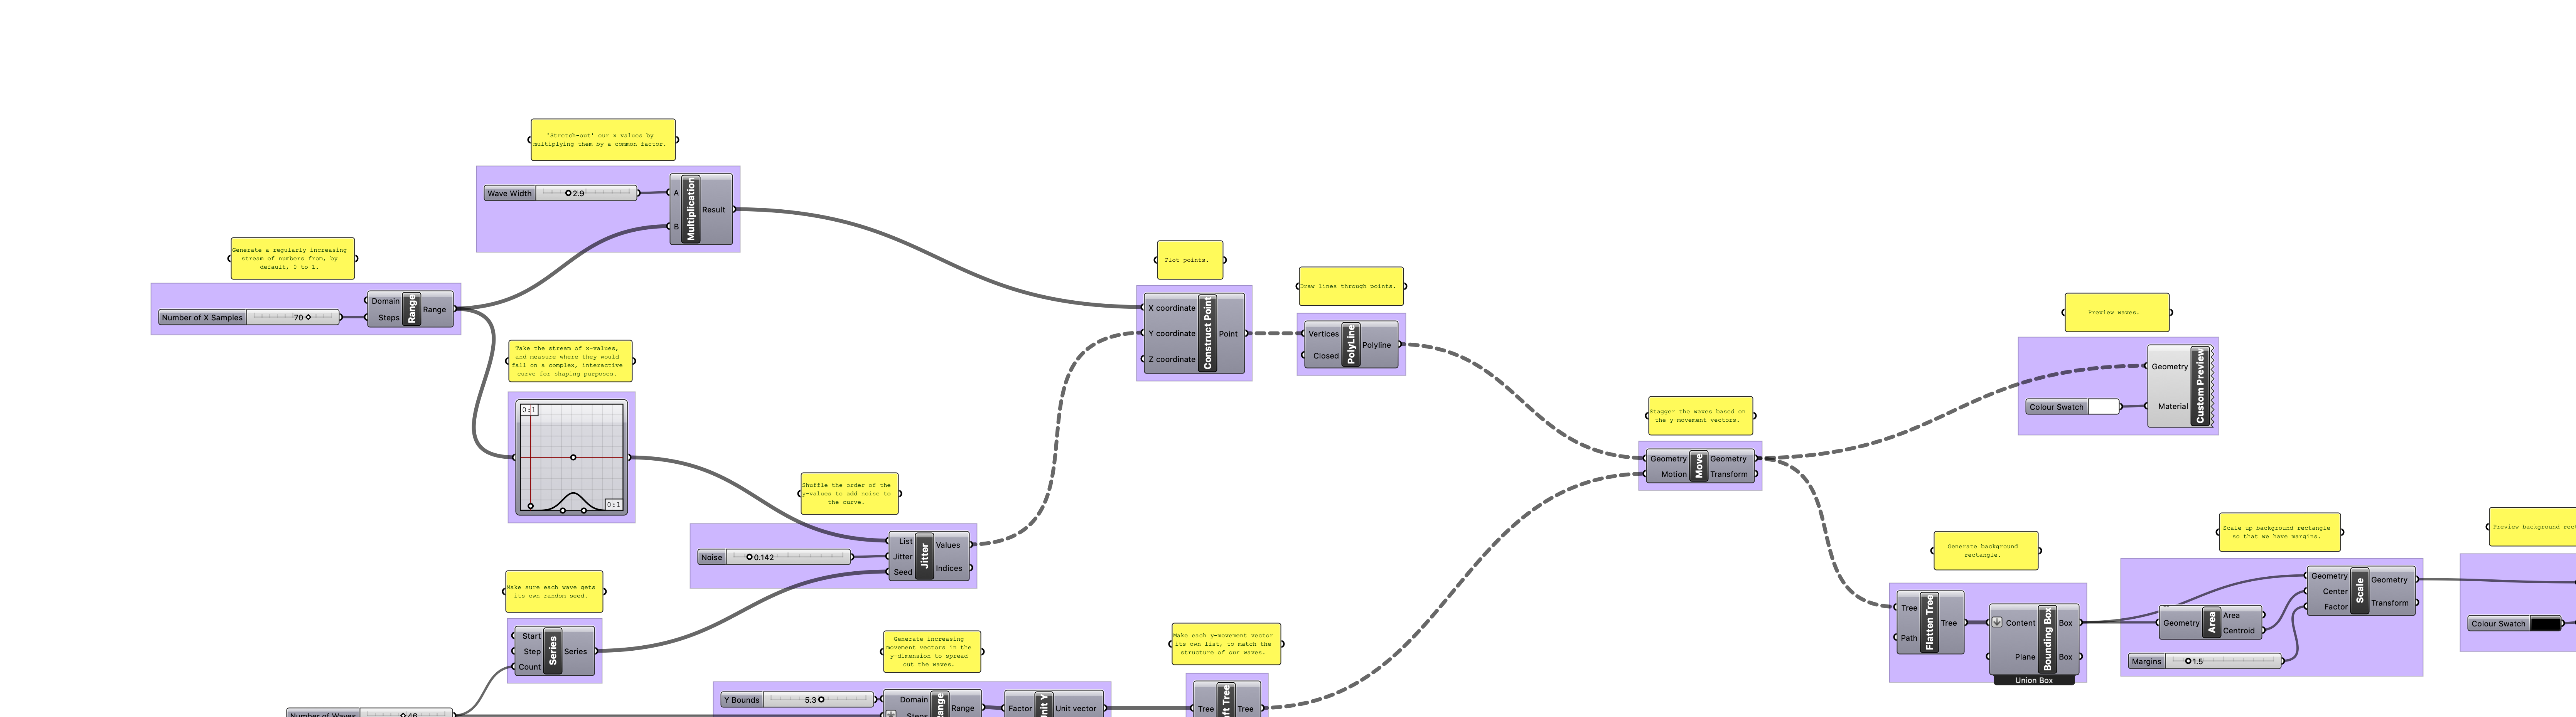 'Stretch-out' our x values by
multiplying them by a common factor.
Wave Width
2.9
A
B
Multiplication
Result
Generate a regularly increasing
stream of numbers from, by
default, 0 to 1.
Number of X Samples
70
Domain
Steps
Range
Range
Take the stream of x-values,
and measure where they would
fall on a complex, interactive
curve for shaping purposes.
0:1
0:1
Shuffle the order of the
y-values to add noise to
the curve.
Noise
0.142
List
Jitter
Seed
Jitter
Values
Indices
Make sure each wave gets
its own random seed.
Start
Step
Count
Series
Series
Number of Waves
46
Generate increasing
movement vectors in the
y-dimension to spread
out the waves.
Y Bounds
5.3
Domain
Steps
Range
Factor
Unit Y
Unit vector
Make each y-movement vector
its own list, to match the
structure of our waves.
Tree
Tree
Plot points.
X coordinate
Y coordinate
Z coordinate
Construct Point
Point
Draw lines through points.
Vertices
Closed
PolyLine
Polyline
Stagger the waves based on
the y-movement vectors.
Geometry
Motion
Move
Geometry
Transform
Preview waves.
Colour Swatch
Geometry
Material
Custom Preview
Generate background
rectangle.
Tree
Path
Flatten Tree
Tree
Content
Plane
Bounding Box
Box
Box
Union Box
Scale up background rectangle
so that we have margins.
Geometry
Area
Area
Centroid
Margins
1.5
Geometry
Center
Factor
Scale
Geometry
Transform
Preview background
Colour Swatch